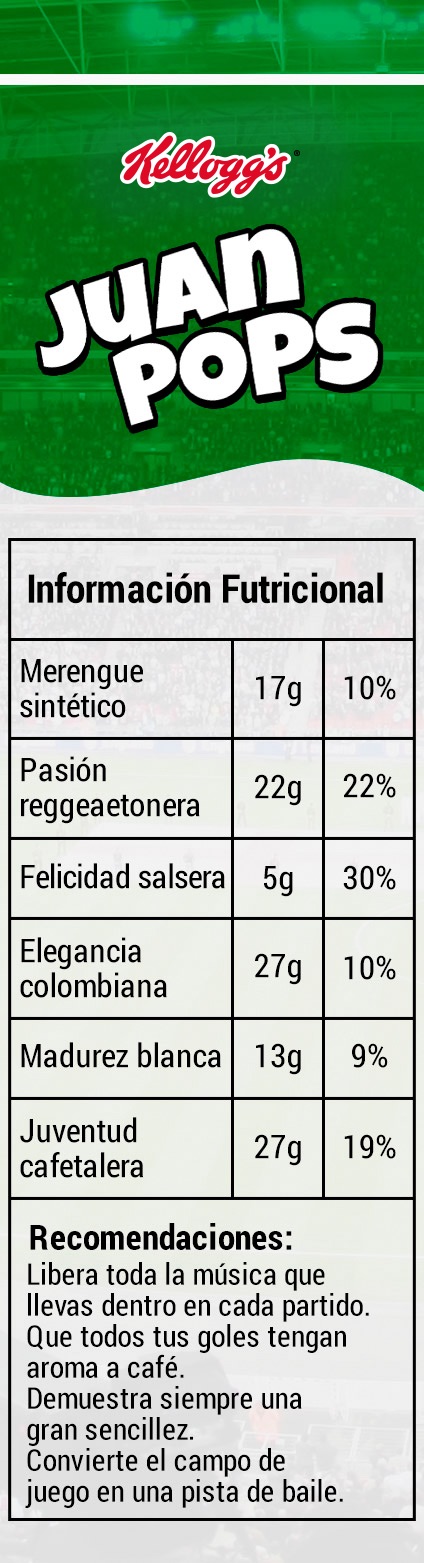 Kellogg's®
JUAN
POPS
Información Futricional
Merengue
sintético
17g
10%
Pasión
reggeaetonera
22g
22%
Felicidad salsera
5g
30%
Elegancia
colombiana
27g
10%
Madurez blanca
13g
9%
Juventud
cafetalera
27g
19%
Recomendaciones:
Libera toda la música que
llevas dentro en cada partido.
Que todos tus goles tengan
aroma a café.
Demuestra siempre una
gran sencillez.
Convierte el campo de
juego en una pista de baile.